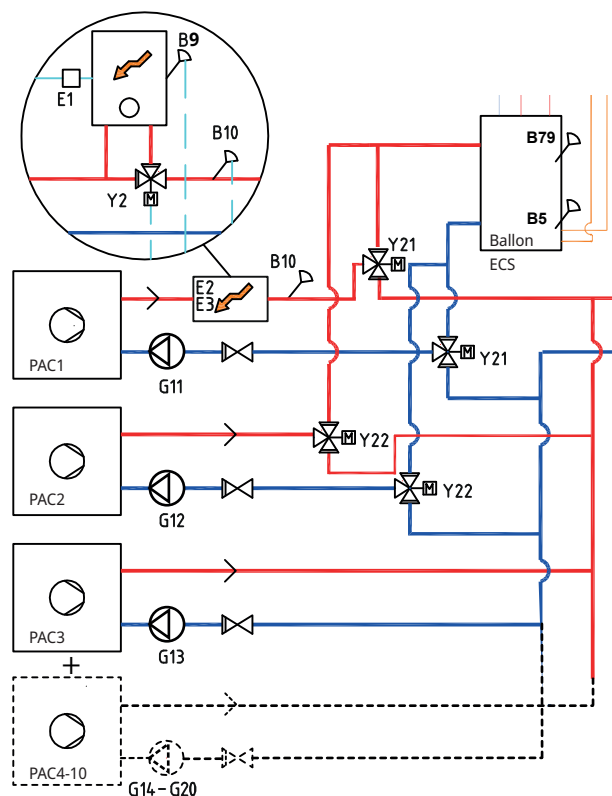 B9
E1
B10
Y2
M
B79
B5
Ballon
ECS
Y21
M
B10
E2
E3
PAC1
G11
M
Y21
PAC2
G12
M
Y22
M
Y22
PAC3
G13
+
PAC4-10
G14-G20